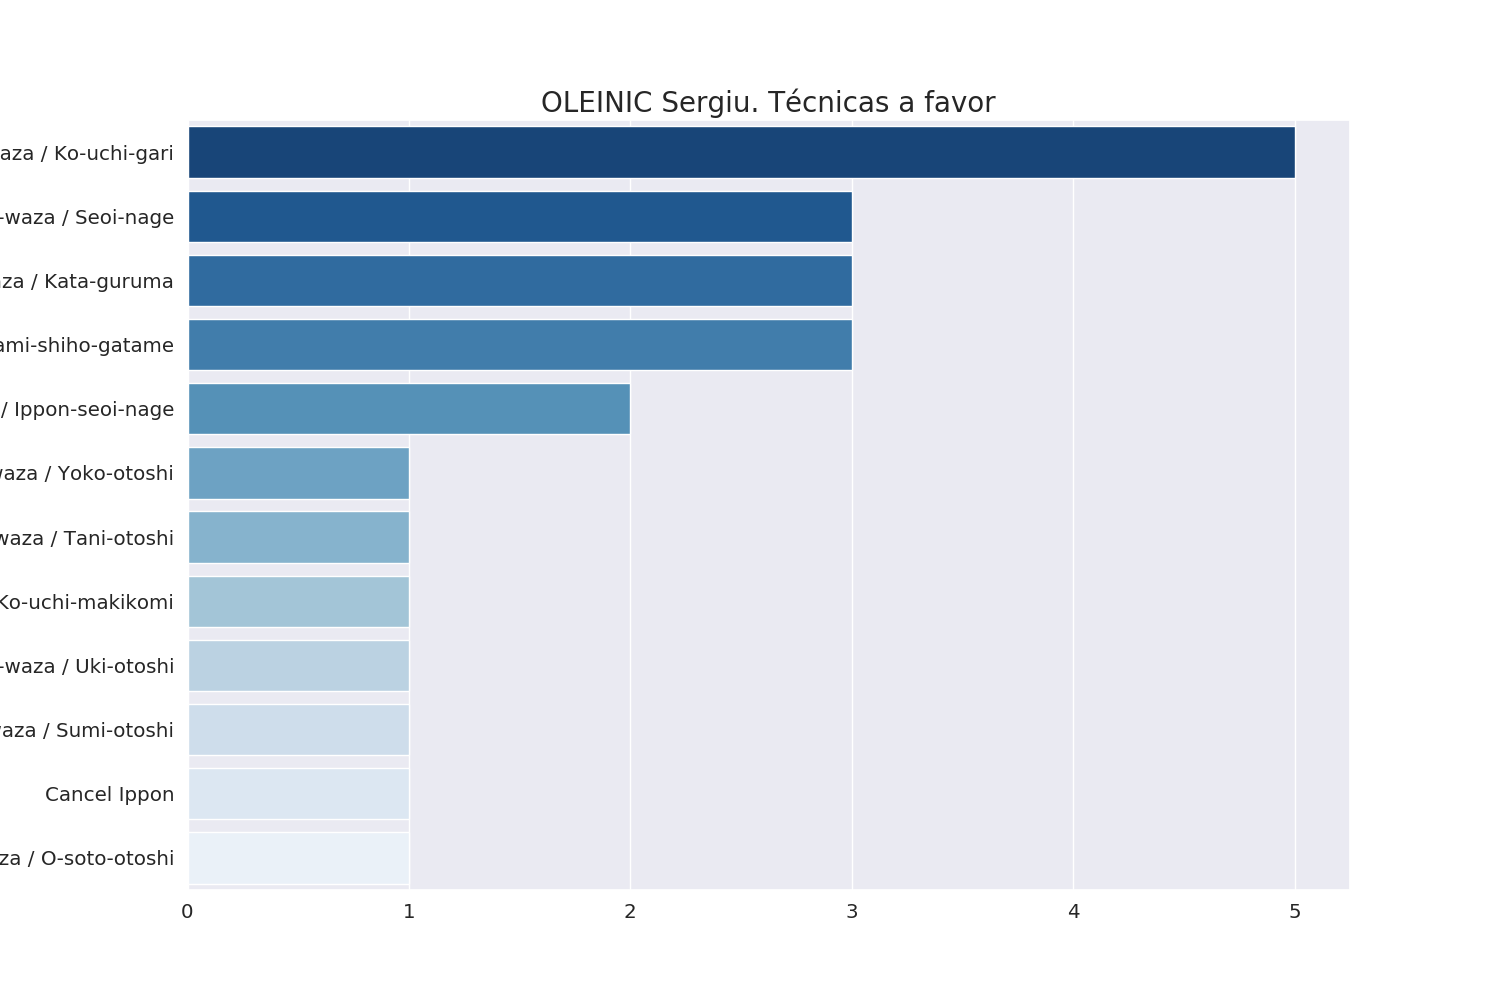 OLEINIC Sergiu. Técnicas a favor
aza / Ko-uchi-gari
-waza / Seoi-nage
za / Kata-guruma
ami-shiho-gatame
/ Ippon-seoi-nage
waza / Yoko-otoshi
waza / Tani-otoshi
Ko-uchi-makikomi
-waza / Uki-otoshi
aza / Sumi-otoshi
Cancel Ippon
za / O-soto-otoshi
0 1 2 3 4 5